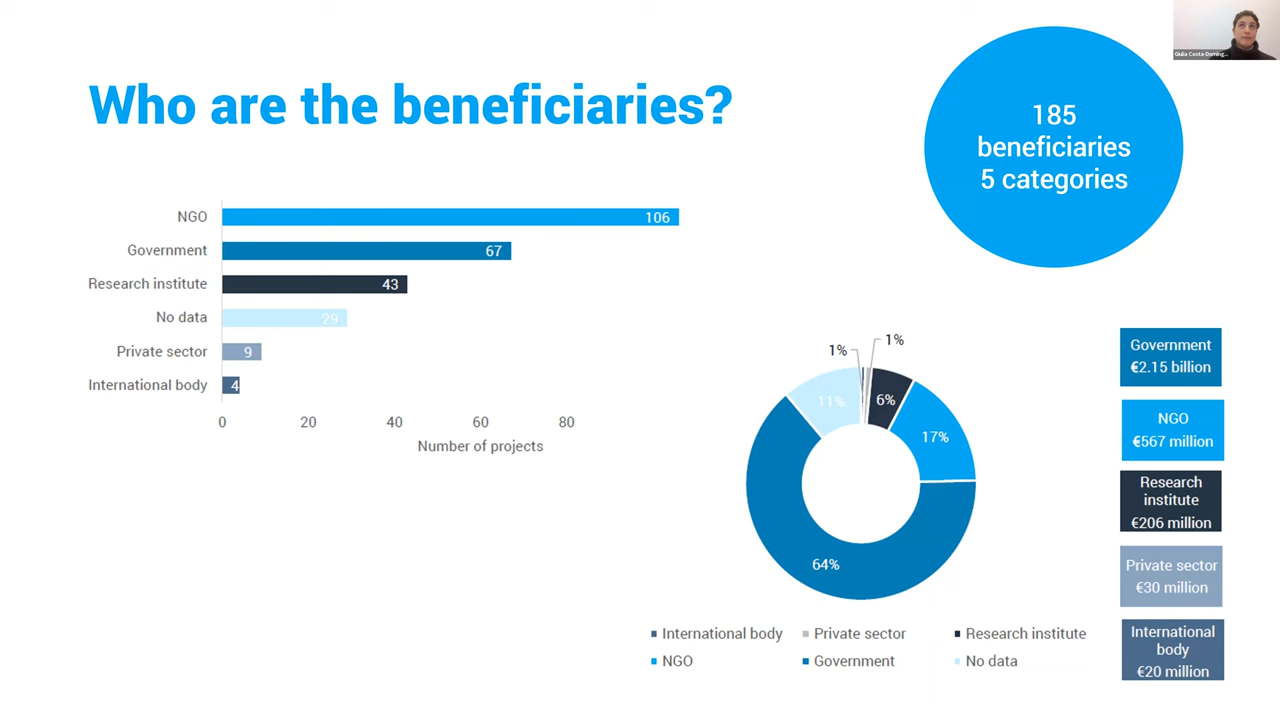 Who are the beneficiaries?
185
beneficiaries
5 categories
Giulia Costa-Doming...
NGO
106
Government
67
Research institute
43
No data
29
Private sector
9
International body
4
0
20
40
60
80
Number of projects
1%
1%
11%
6%
17%
64%
International body
Private sector
Research institute
NGO
Government
No data
Government
€2.15 billion
NGO
€567 million
Research
institute
€206 million
Private sector
€30 million
International
body
€20 million